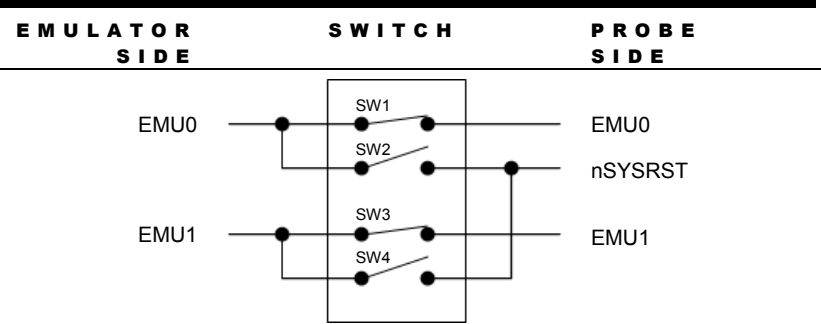 EMULATOR SIDE
SWITCH
PROBE SIDE
SW1
EMU0
EMU0
SW2
nSYSRST
SW3
EMU1
EMU1
SW4